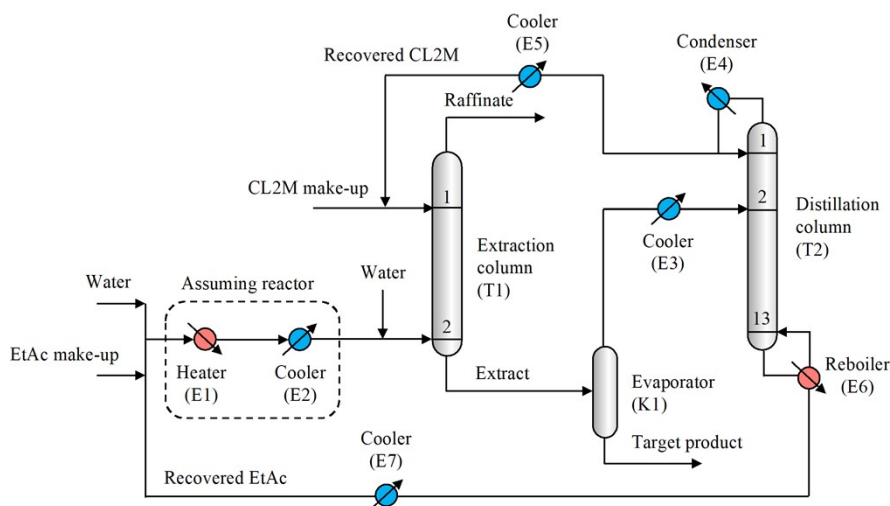 Cooler
(E5)
Condenser
(E4)
Recovered CL2M
Raffinate
1
CL2M make-up
1
2
Distillation
column
(T2)
Extraction
column
(T1)
Cooler
(E3)
Water
Assuming reactor
Water
2
13
EtAc make-up
Heater
(E1)
Cooler
(E2)
Extract
Evaporator
(K1)
Reboiler
(E6)
Target product
Cooler
(E7)
Recovered EtAc